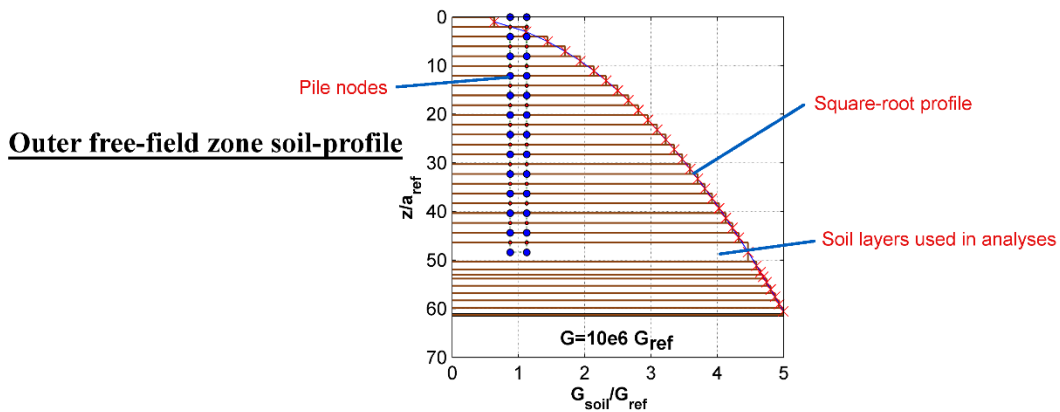 Outer free-field zone soil-profile
z/a_ref
0
10
20
30
40
50
60
70
Pile nodes
Square-root profile
Soil layers used in analyses
G=10e6 G_ref
0 1 2 3 4 5
G_soil/G_ref